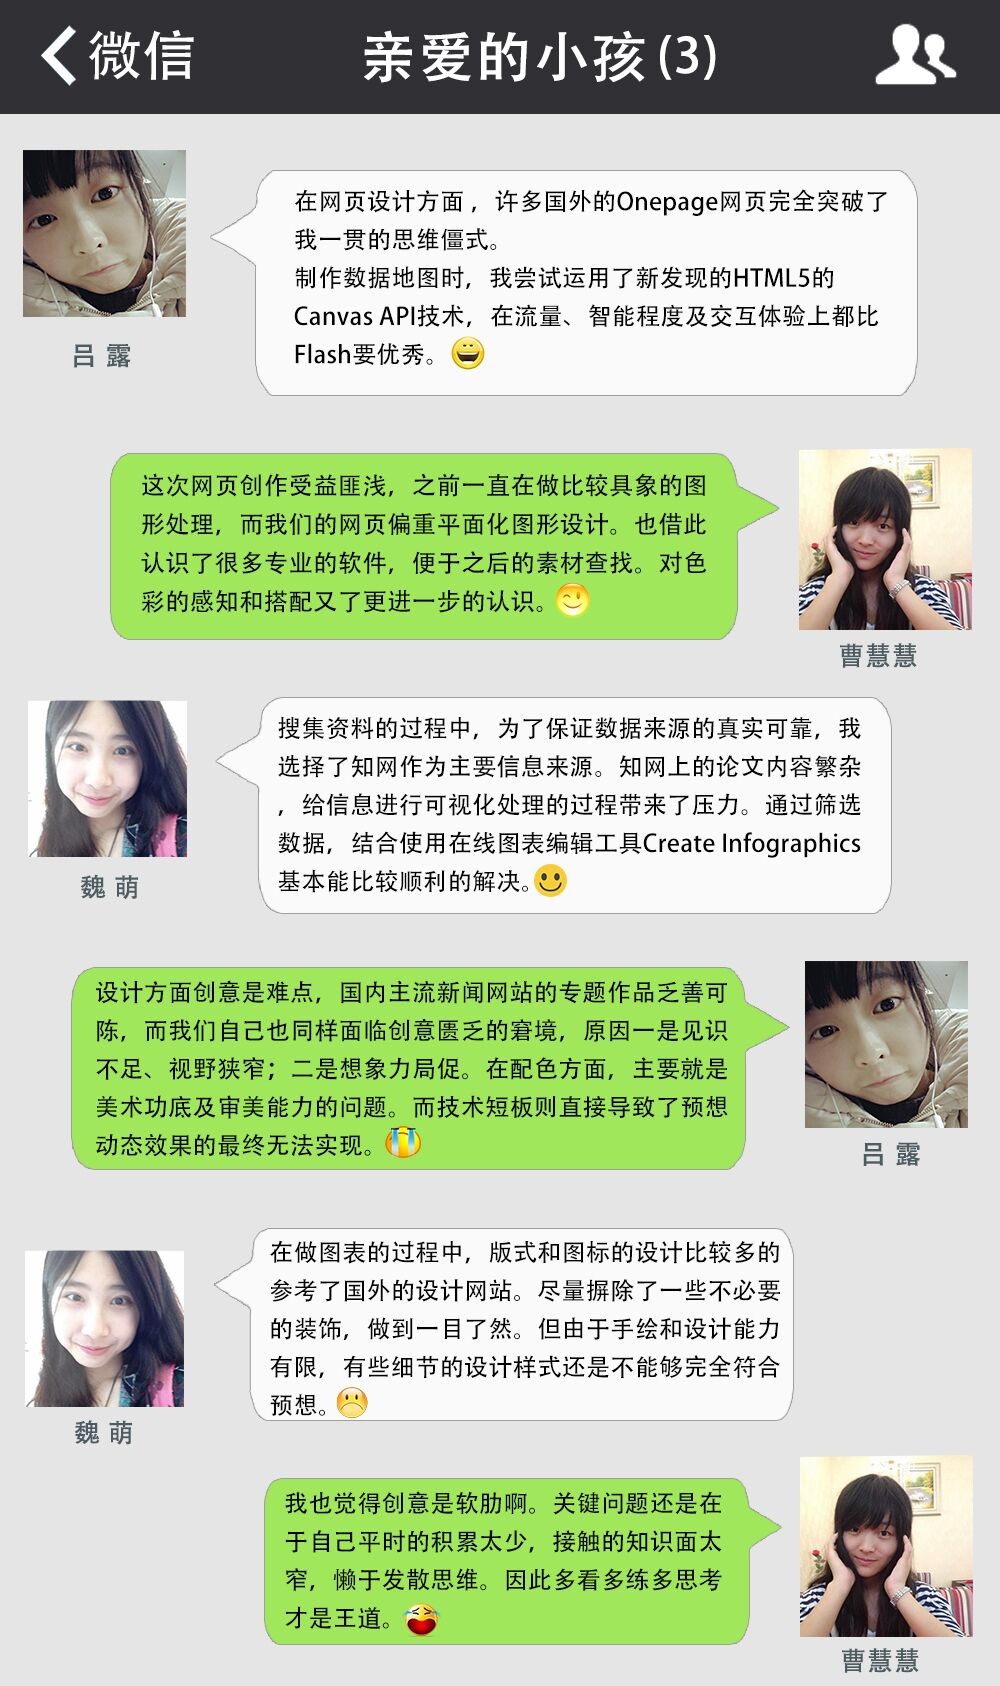 微信
亲爱的小孩(3)
在网页设计方面，许多国外的Onepage网页完全突破了
我一贯的思维僵式。
制作数据地图时，我尝试运用了新发现的HTML5的
Canvas API技术，在流量、智能程度及交互体验上都比
Flash要优秀。
吕 露
这次网页创作受益匪浅，之前一直在做比较具象的图
形处理，而我们的网页偏重平面化图形设计。也借此
认识了很多专业的软件，便于之后的素材查找。对色
彩的感知和搭配又了更进一步的认识。
曹慧慧
搜集资料的过程中，为了保证数据来源的真实可靠，我
选择了知网作为主要信息来源。知网上的论文内容繁杂
，给信息进行可视化处理的过程带来了压力。通过筛选
数据，结合使用在线图表编辑工具Create Infographics
基本能比较顺利的解决。
魏 萌
设计方面创意是难点，国内主流新闻网站的专题作品乏善可
陈，而我们自己也同样面临创意匮乏的窘境，原因一是见识
不足、视野狭窄；二是想象力局促。在配色方面，主要就是
美术功底及审美能力的问题。而技术短板则直接导致了预想
动态效果的最终无法实现。
吕 露
在做图表的过程中，版式和图标的设计比较多的
参考了国外的设计网站。尽量摒除了一些不必要
的装饰，做到一目了然。但由于手绘和设计能力
有限，有些细节的设计样式还是不能够完全符合
预想。
魏 萌
我也觉得创意是软肋啊。关键问题还是在
于自己平时的积累太少，接触的知识面太
窄，懒于发散思维。因此多看多练多思考
才是王道。
曹慧慧